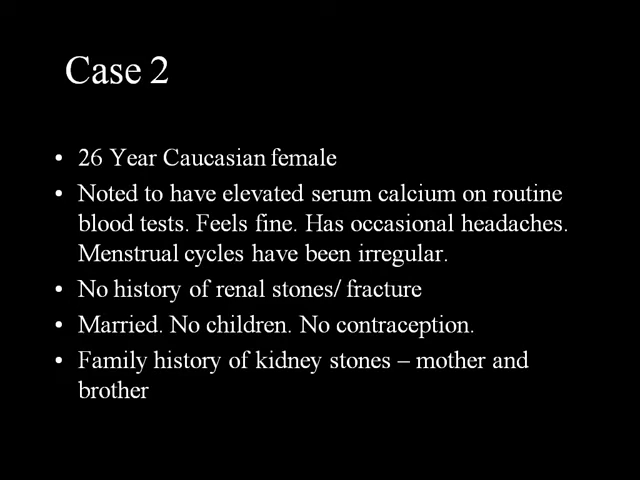 Case 2
• 26 Year Caucasian female
• Noted to have elevated serum calcium on routine
blood tests. Feels fine. Has occasional headaches.
Menstrual cycles have been irregular.
• No history of renal stones/ fracture
• Married. No children. No contraception.
• Family history of kidney stones – mother and
brother